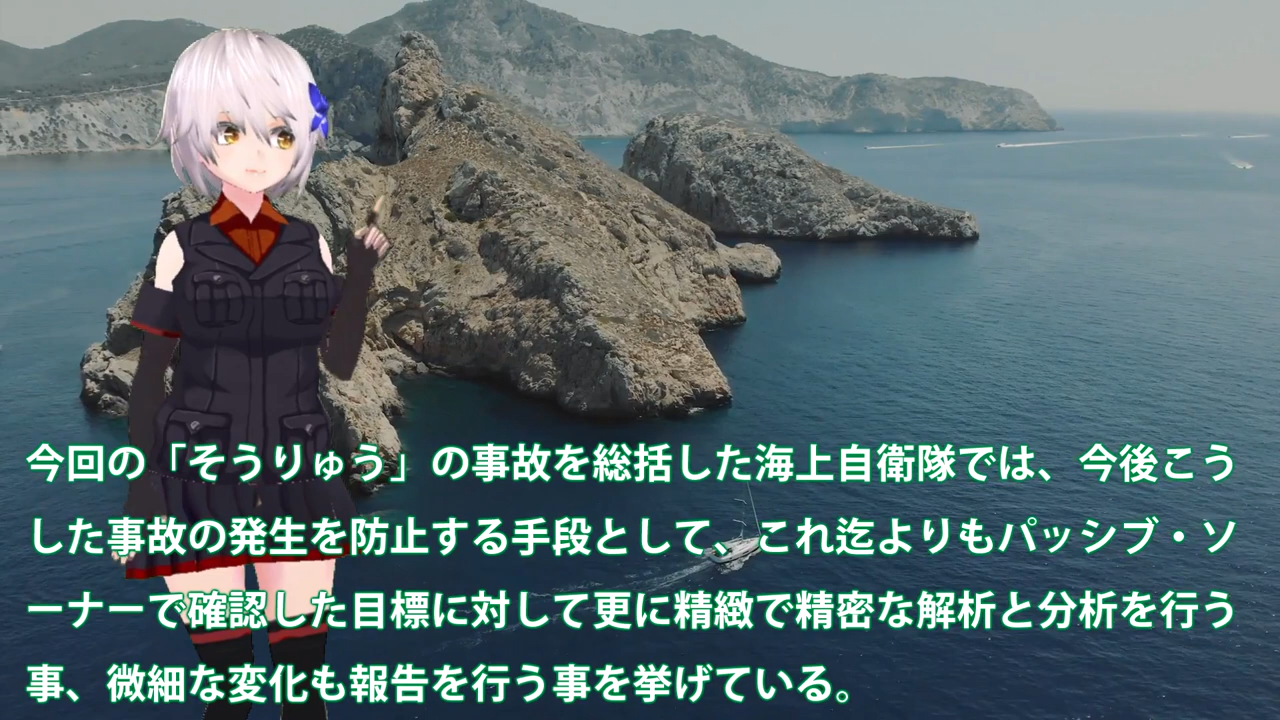 今回の「そうりゅう」の事故を総括した海上自衛隊では、今後こう
した事故の発生を防止する手段として、これ迄よりもパッシブ・ソ
ーナーで確認した目標に対して更に精緻で精密な解析と分析を行う
事、微細な変化も報告を行う事を挙げている。